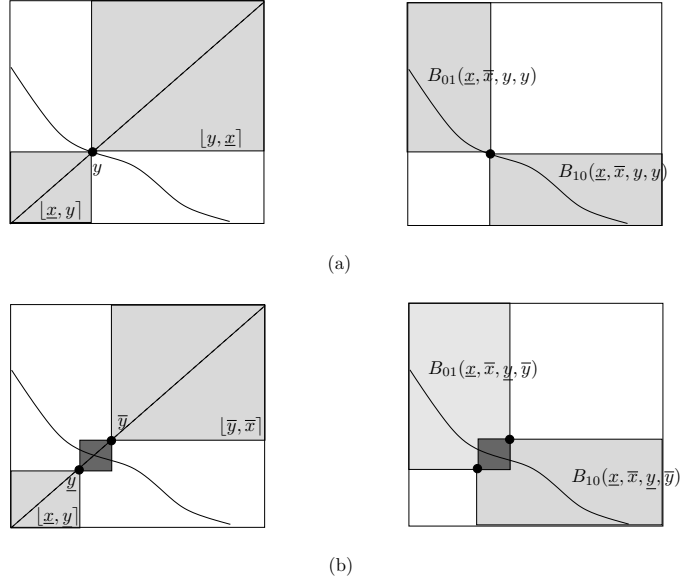 ⌊y, x̲⌉
y
⌊x̲, y⌉
B₀₁(x̲, x̅, y, y)
B₁₀(x̲, x̅, y, y)
(a)
y̅
⌊y̅, x̅⌉
y̲
⌊x̲, y̲⌉
B₀₁(x̲, x̅, y̲, y̅)
B₁₀(x̲, x̅, y̲, y̅)
(b)